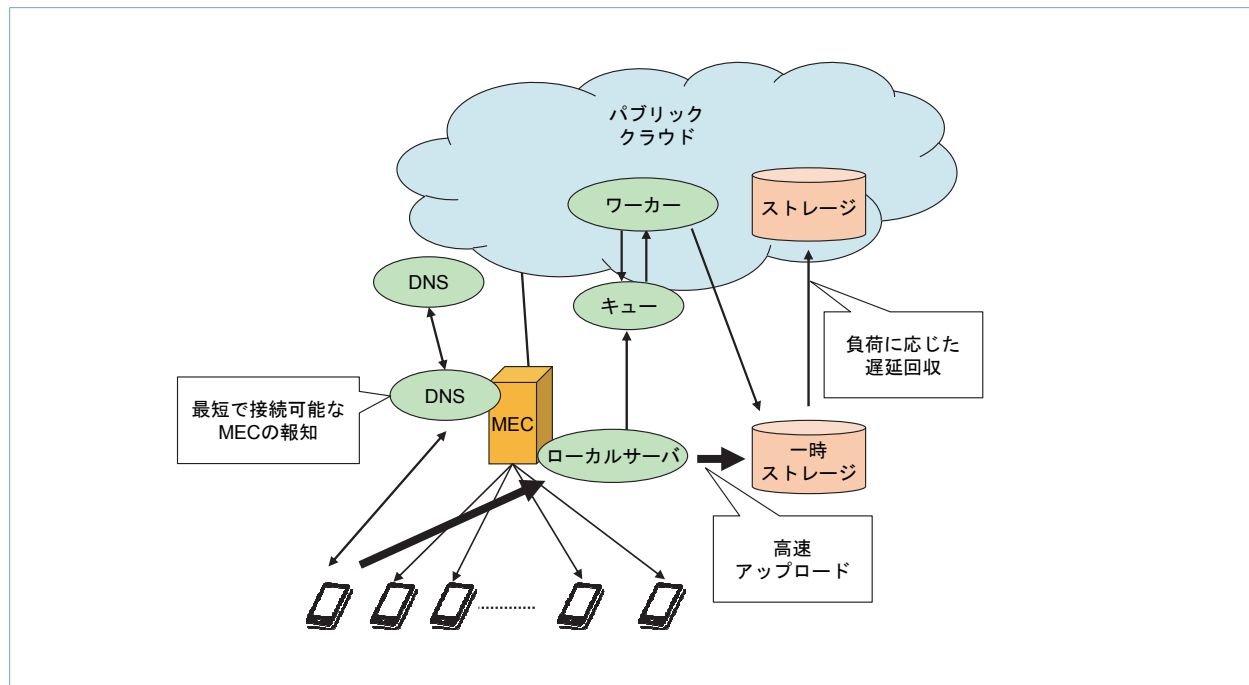 パブリック
クラウド
ワーカー
ストレージ
DNS
キュー
負荷に応じた
遅延回収
最短で接続可能な
MECの報知
DNS
MEC
ローカルサーバ
一時
ストレージ
高速
アップロード